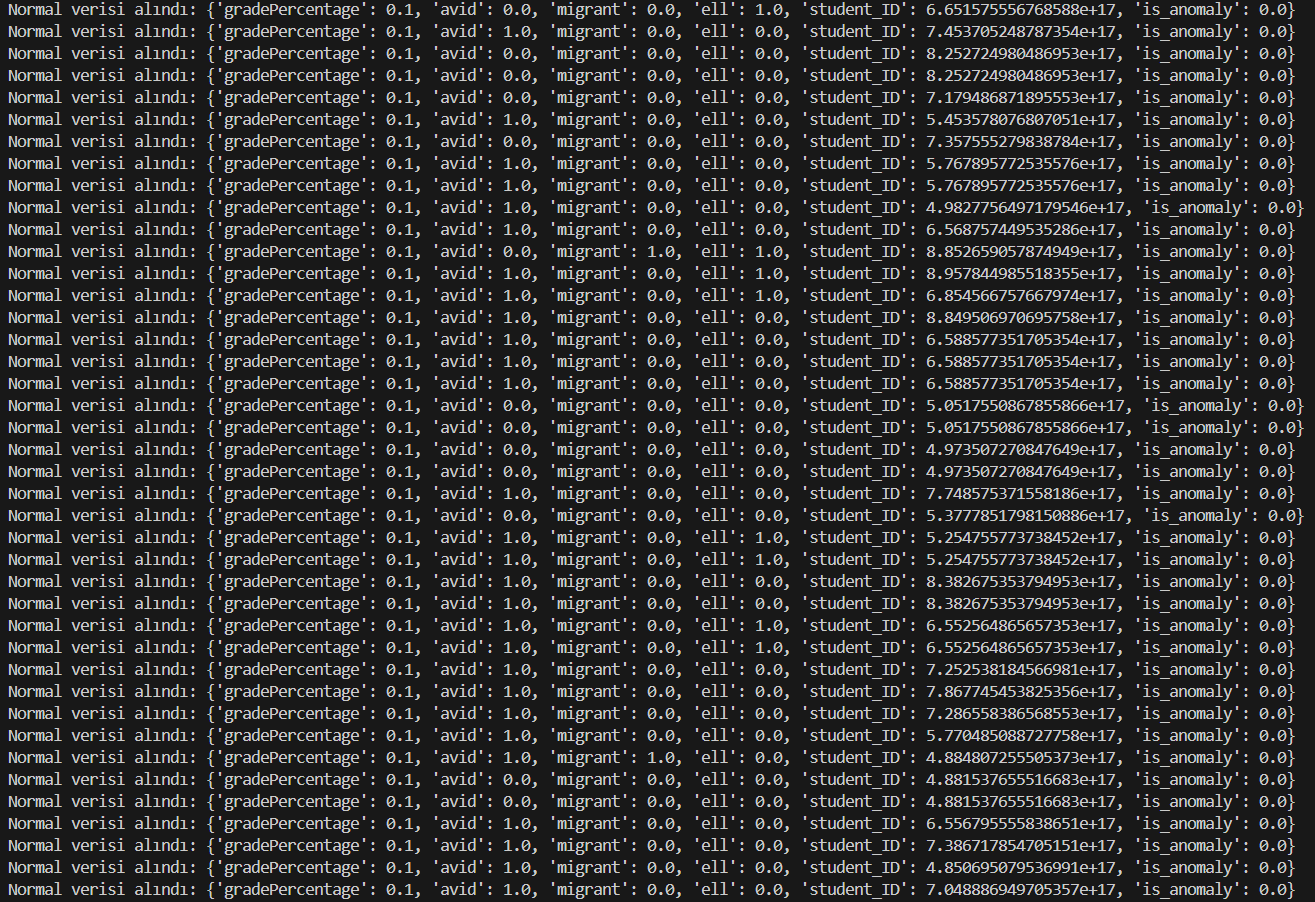 Normal verisi alındı: {'gradePercentage': 0.1, 'avid': 0.0, 'migrant': 0.0, 'ell': 1.0, 'student_ID': 6.651575556768588e+17, 'is_anomaly': 0.0}
Normal verisi alındı: {'gradePercentage': 0.1, 'avid': 1.0, 'migrant': 0.0, 'ell': 0.0, 'student_ID': 7.453705248787354e+17, 'is_anomaly': 0.0}
Normal verisi alındı: {'gradePercentage': 0.1, 'avid': 0.0, 'migrant': 0.0, 'ell': 0.0, 'student_ID': 8.252724980486953e+17, 'is_anomaly': 0.0}
Normal verisi alındı: {'gradePercentage': 0.1, 'avid': 0.0, 'migrant': 0.0, 'ell': 0.0, 'student_ID': 8.252724980486953e+17, 'is_anomaly': 0.0}
Normal verisi alındı: {'gradePercentage': 0.1, 'avid': 0.0, 'migrant': 0.0, 'ell': 0.0, 'student_ID': 7.179486871895553e+17, 'is_anomaly': 0.0}
Normal verisi alındı: {'gradePercentage': 0.1, 'avid': 1.0, 'migrant': 0.0, 'ell': 0.0, 'student_ID': 5.453578076807051e+17, 'is_anomaly': 0.0}
Normal verisi alındı: {'gradePercentage': 0.1, 'avid': 0.0, 'migrant': 0.0, 'ell': 0.0, 'student_ID': 7.357555279838784e+17, 'is_anomaly': 0.0}
Normal verisi alındı: {'gradePercentage': 0.1, 'avid': 1.0, 'migrant': 0.0, 'ell': 0.0, 'student_ID': 5.767895772535576e+17, 'is_anomaly': 0.0}
Normal verisi alındı: {'gradePercentage': 0.1, 'avid': 1.0, 'migrant': 0.0, 'ell': 0.0, 'student_ID': 5.767895772535576e+17, 'is_anomaly': 0.0}
Normal verisi alındı: {'gradePercentage': 0.1, 'avid': 1.0, 'migrant': 0.0, 'ell': 0.0, 'student_ID': 4.9827756497179546e+17, 'is_anomaly': 0.0}
Normal verisi alındı: {'gradePercentage': 0.1, 'avid': 1.0, 'migrant': 0.0, 'ell': 0.0, 'student_ID': 6.568757449535286e+17, 'is_anomaly': 0.0}
Normal verisi alındı: {'gradePercentage': 0.1, 'avid': 0.0, 'migrant': 1.0, 'ell': 1.0, 'student_ID': 8.852659057874949e+17, 'is_anomaly': 0.0}
Normal verisi alındı: {'gradePercentage': 0.1, 'avid': 1.0, 'migrant': 0.0, 'ell': 1.0, 'student_ID': 8.957844985518355e+17, 'is_anomaly': 0.0}
Normal verisi alındı: {'gradePercentage': 0.1, 'avid': 1.0, 'migrant': 0.0, 'ell': 1.0, 'student_ID': 6.854566757667974e+17, 'is_anomaly': 0.0}
Normal verisi alındı: {'gradePercentage': 0.1, 'avid': 1.0, 'migrant': 0.0, 'ell': 0.0, 'student_ID': 8.849506970695758e+17, 'is_anomaly': 0.0}
Normal verisi alındı: {'gradePercentage': 0.1, 'avid': 1.0, 'migrant': 0.0, 'ell': 0.0, 'student_ID': 6.588577351705354e+17, 'is_anomaly': 0.0}
Normal verisi alındı: {'gradePercentage': 0.1, 'avid': 1.0, 'migrant': 0.0, 'ell': 0.0, 'student_ID': 6.588577351705354e+17, 'is_anomaly': 0.0}
Normal verisi alındı: {'gradePercentage': 0.1, 'avid': 1.0, 'migrant': 0.0, 'ell': 0.0, 'student_ID': 6.588577351705354e+17, 'is_anomaly': 0.0}
Normal verisi alındı: {'gradePercentage': 0.1, 'avid': 0.0, 'migrant': 0.0, 'ell': 0.0, 'student_ID': 5.0517550867855866e+17, 'is_anomaly': 0.0}
Normal verisi alındı: {'gradePercentage': 0.1, 'avid': 0.0, 'migrant': 0.0, 'ell': 0.0, 'student_ID': 5.0517550867855866e+17, 'is_anomaly': 0.0}
Normal verisi alındı: {'gradePercentage': 0.1, 'avid': 0.0, 'migrant': 0.0, 'ell': 0.0, 'student_ID': 4.973507270847649e+17, 'is_anomaly': 0.0}
Normal verisi alındı: {'gradePercentage': 0.1, 'avid': 0.0, 'migrant': 0.0, 'ell': 0.0, 'student_ID': 4.973507270847649e+17, 'is_anomaly': 0.0}
Normal verisi alındı: {'gradePercentage': 0.1, 'avid': 1.0, 'migrant': 0.0, 'ell': 0.0, 'student_ID': 7.748575371558186e+17, 'is_anomaly': 0.0}
Normal verisi alındı: {'gradePercentage': 0.1, 'avid': 0.0, 'migrant': 0.0, 'ell': 0.0, 'student_ID': 5.3777851798150886e+17, 'is_anomaly': 0.0}
Normal verisi alındı: {'gradePercentage': 0.1, 'avid': 1.0, 'migrant': 0.0, 'ell': 1.0, 'student_ID': 5.254755773738452e+17, 'is_anomaly': 0.0}
Normal verisi alındı: {'gradePercentage': 0.1, 'avid': 1.0, 'migrant': 0.0, 'ell': 1.0, 'student_ID': 5.254755773738452e+17, 'is_anomaly': 0.0}
Normal verisi alındı: {'gradePercentage': 0.1, 'avid': 1.0, 'migrant': 0.0, 'ell': 0.0, 'student_ID': 8.382675353794953e+17, 'is_anomaly': 0.0}
Normal verisi alındı: {'gradePercentage': 0.1, 'avid': 1.0, 'migrant': 0.0, 'ell': 0.0, 'student_ID': 8.382675353794953e+17, 'is_anomaly': 0.0}
Normal verisi alındı: {'gradePercentage': 0.1, 'avid': 1.0, 'migrant': 0.0, 'ell': 1.0, 'student_ID': 6.552564865657353e+17, 'is_anomaly': 0.0}
Normal verisi alındı: {'gradePercentage': 0.1, 'avid': 1.0, 'migrant': 0.0, 'ell': 1.0, 'student_ID': 6.552564865657353e+17, 'is_anomaly': 0.0}
Normal verisi alındı: {'gradePercentage': 0.1, 'avid': 1.0, 'migrant': 0.0, 'ell': 0.0, 'student_ID': 7.252538184566981e+17, 'is_anomaly': 0.0}
Normal verisi alındı: {'gradePercentage': 0.1, 'avid': 1.0, 'migrant': 0.0, 'ell': 0.0, 'student_ID': 7.867745453825356e+17, 'is_anomaly': 0.0}
Normal verisi alındı: {'gradePercentage': 0.1, 'avid': 1.0, 'migrant': 0.0, 'ell': 0.0, 'student_ID': 7.286558386568553e+17, 'is_anomaly': 0.0}
Normal verisi alındı: {'gradePercentage': 0.1, 'avid': 0.0, 'migrant': 0.0, 'ell': 0.0, 'student_ID': 5.770485088727758e+17, 'is_anomaly': 0.0}
Normal verisi alındı: {'gradePercentage': 0.1, 'avid': 1.0, 'migrant': 1.0, 'ell': 0.0, 'student_ID': 4.884807255505373e+17, 'is_anomaly': 0.0}
Normal verisi alındı: {'gradePercentage': 0.1, 'avid': 0.0, 'migrant': 0.0, 'ell': 0.0, 'student_ID': 4.881537655516683e+17, 'is_anomaly': 0.0}
Normal verisi alındı: {'gradePercentage': 0.1, 'avid': 1.0, 'migrant': 0.0, 'ell': 0.0, 'student_ID': 4.881537655516683e+17, 'is_anomaly': 0.0}
Normal verisi alındı: {'gradePercentage': 0.1, 'avid': 1.0, 'migrant': 0.0, 'ell': 0.0, 'student_ID': 6.556795555838651e+17, 'is_anomaly': 0.0}
Normal verisi alındı: {'gradePercentage': 0.1, 'avid': 1.0, 'migrant': 0.0, 'ell': 0.0, 'student_ID': 7.386717854705151e+17, 'is_anomaly': 0.0}
Normal verisi alındı: {'gradePercentage': 0.1, 'avid': 1.0, 'migrant': 0.0, 'ell': 0.0, 'student_ID': 4.850695079536991e+17, 'is_anomaly': 0.0}
Normal verisi alındı: {'gradePercentage': 0.1, 'avid': 1.0, 'migrant': 0.0, 'ell': 0.0, 'student_ID': 7.048886949705357e+17, 'is_anomaly': 0.0}